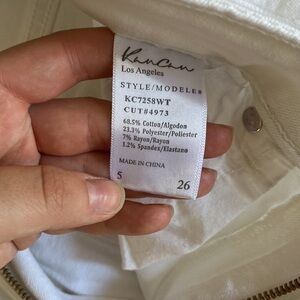 KanCan
Los Angeles
STYLE/MODELE#
KC7258WT
CUT#4973
68.5% Cotton/Algodon
23.3% Polyester/Poliester
7% Rayon/Rayon
1.2% Spandex/Elastano
MADE IN CHINA
5 26